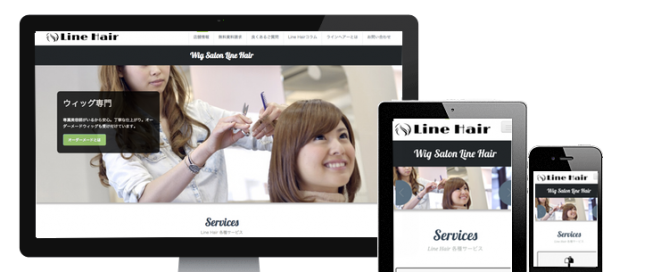 Line Hair
店舗情報 無料資料請求 よくあるご質問 Line Hairコラム ラインヘアーとは お問い合わせ
Wig Salon Line Hair
ウィッグ専門
オーダーメードとは
Services
Line Hair 各種サービス
Line Hair
Wig Salon Line Hair
Services
Line Hair 各種サービス
Line Hair
Wig Salon Line Hair
Services